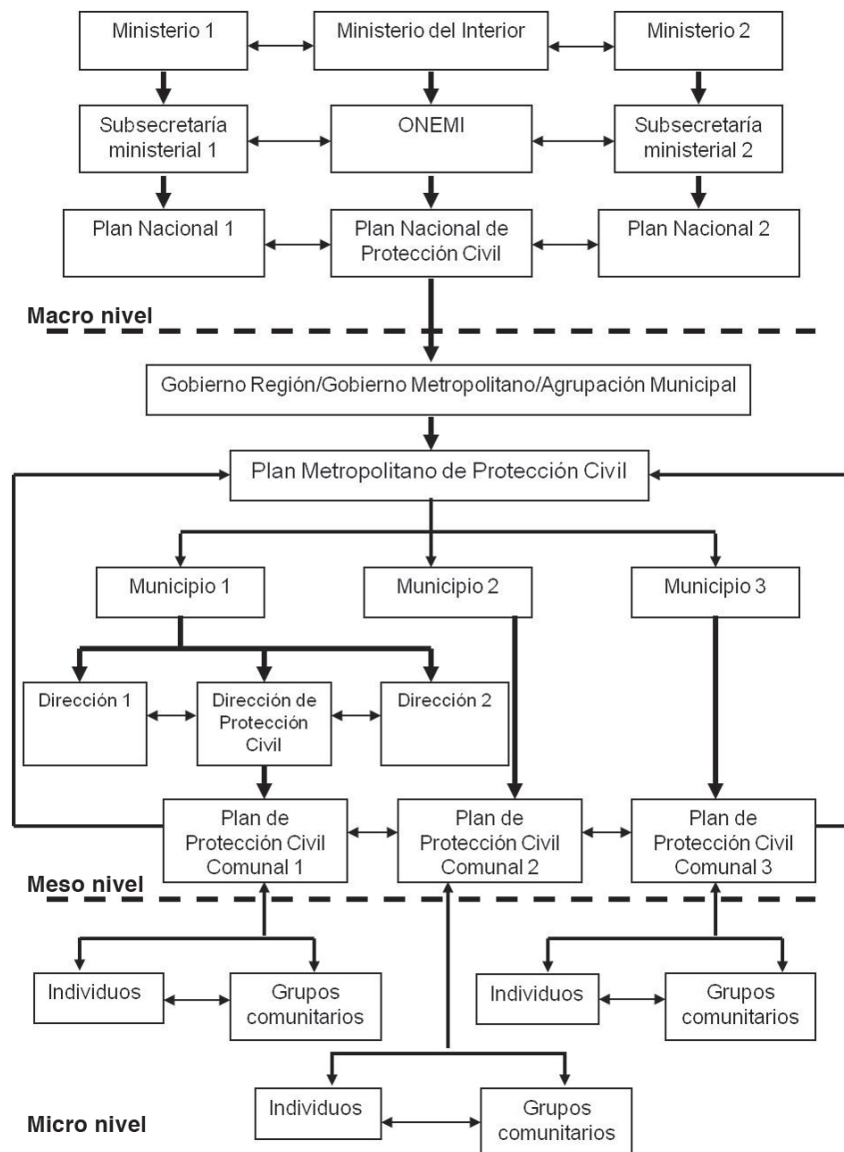 Ministerio 1
Ministerio del Interior
Ministerio 2
Subsecretaría
ministerial 1
ONEMI
Subsecretaría
ministerial 2
Plan Nacional 1
Plan Nacional de
Protección Civil
Plan Nacional 2
Macro nivel
Gobierno Región/Gobierno Metropolitano/Agrupación Municipal
Plan Metropolitano de Protección Civil
Municipio 1
Municipio 2
Municipio 3
Dirección 1
Dirección de
Protección
Civil
Dirección 2
Plan de
Protección Civil
Comunal 1
Plan de
Protección Civil
Comunal 2
Plan de
Protección Civil
Comunal 3
Meso nivel
Individuos
Grupos
comunitarios
Individuos
Grupos
comunitarios
Individuos
Grupos
comunitarios
Micro nivel